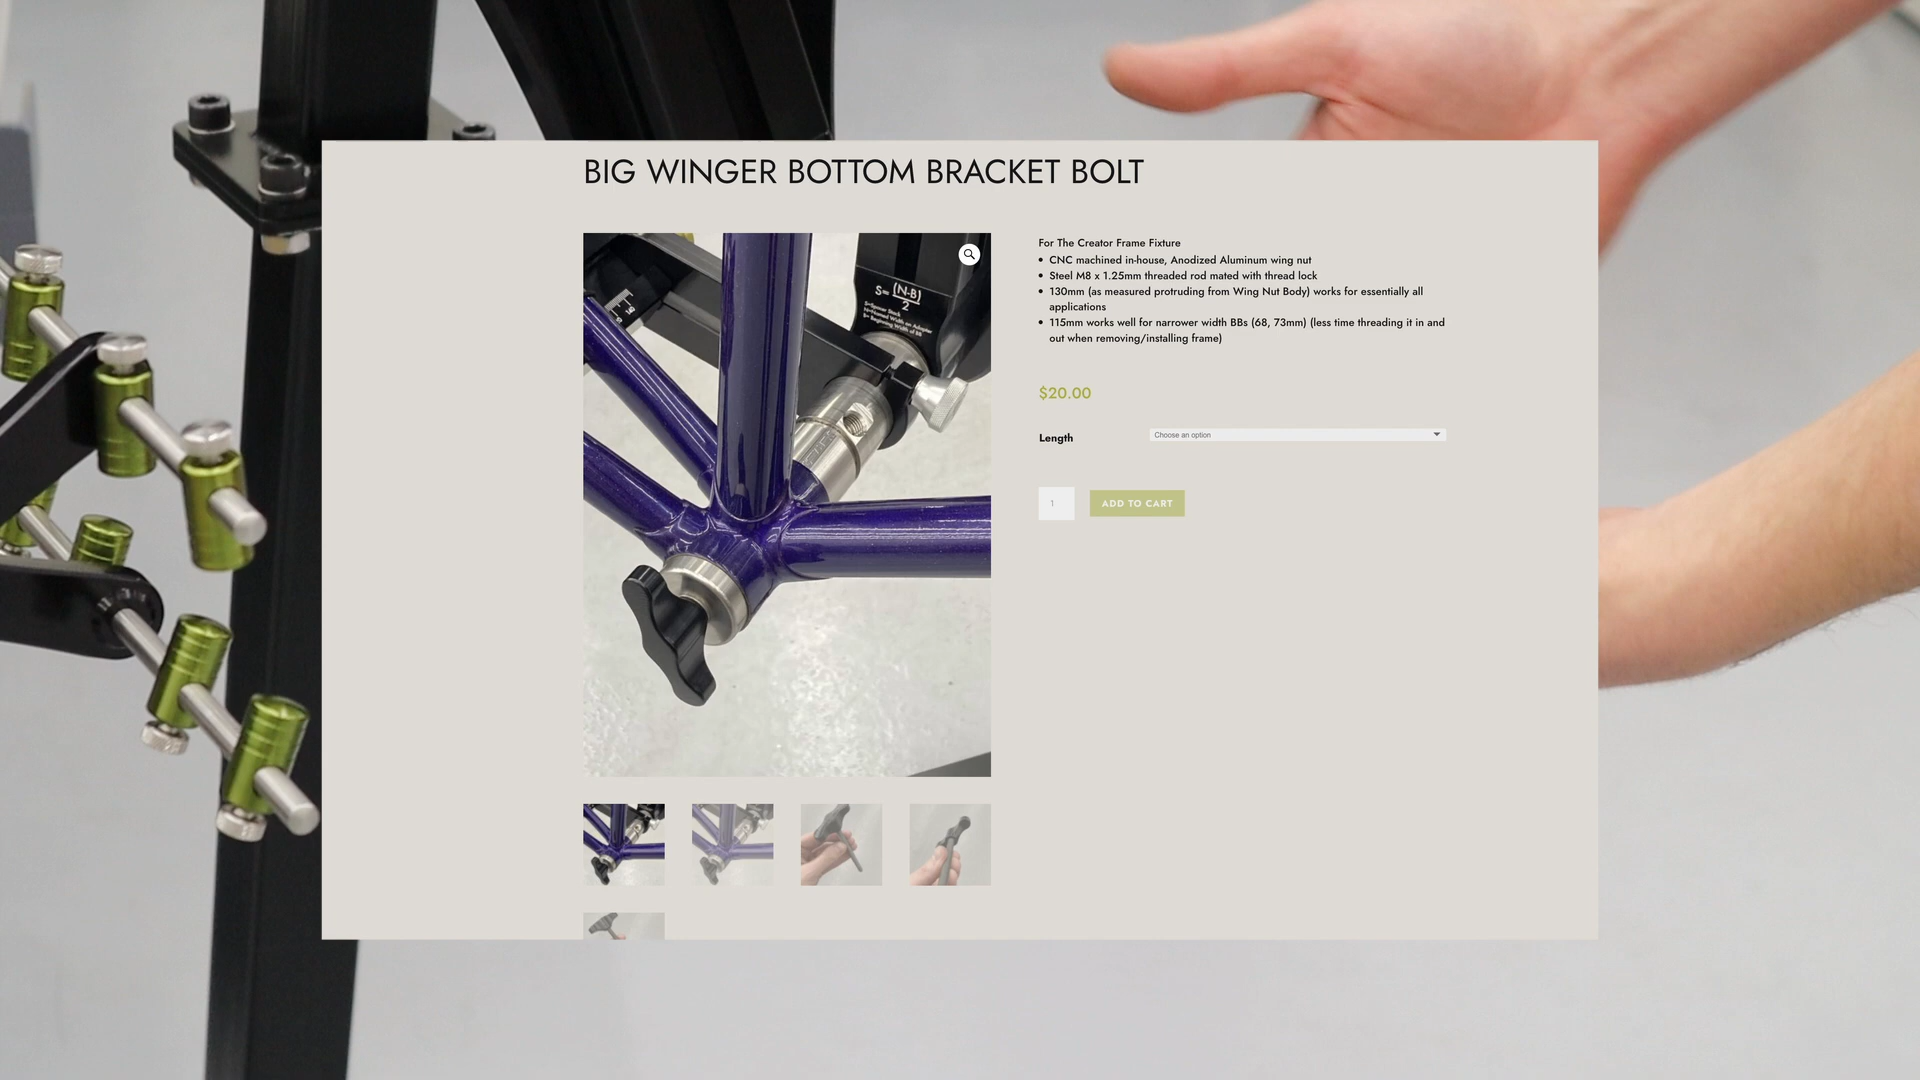 BIG WINGER BOTTOM BRACKET BOLT
S= (N-B)
2
For The Creator Frame Fixture
CNC machined in-house, Anodized Aluminum wing nut
Steel M8 x 1.25mm threaded rod mated with thread lock
130mm (as measured protruding from Wing Nut Body) works for essentially all
applications
115mm works well for narrower width BBs (68, 73mm) (less time threading it in and
out when removing/installing frame)
$20.00
Length
Choose an option
1
ADD TO CART